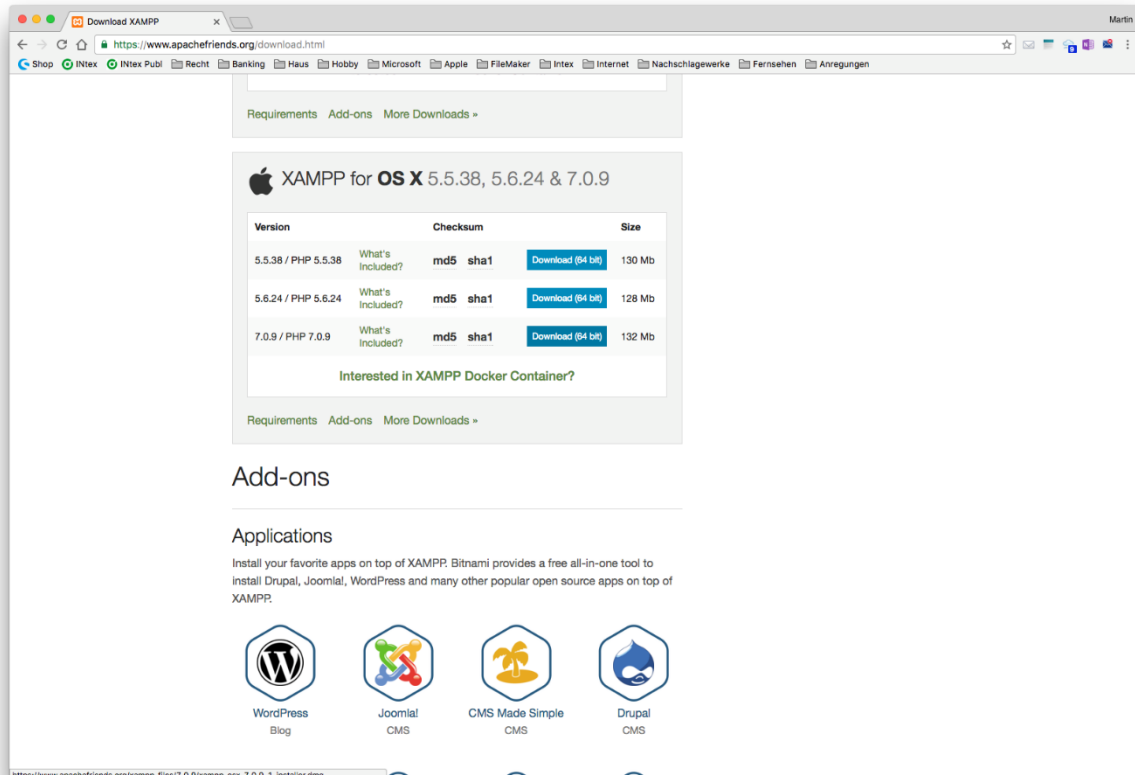 Download XAMPP
Martin
https://www.apachefriends.org/download.html
Shop INtex INtex Publ Recht Banking Haus Hobby Microsoft Apple FileMaker Intex Internet Nachschlagewerke Fernsehen Anregungen
Requirements Add-ons More Downloads »
XAMPP for OS X 5.5.38, 5.6.24 & 7.0.9
Version Checksum Size
5.5.38 / PHP 5.5.38 What's Included? md5 sha1 Download (64 bit) 130 Mb
5.6.24 / PHP 5.6.24 What's Included? md5 sha1 Download (64 bit) 128 Mb
7.0.9 / PHP 7.0.9 What's Included? md5 sha1 Download (64 bit) 132 Mb
Interested in XAMPP Docker Container?
Requirements Add-ons More Downloads »
Add-ons
Applications
Install your favorite apps on top of XAMPP. Bitnami provides a free all-in-one tool to
install Drupal, Joomla!, WordPress and many other popular open source apps on top of
XAMPP.
WordPress Joomla! CMS Made Simple Drupal
Blog CMS CMS CMS